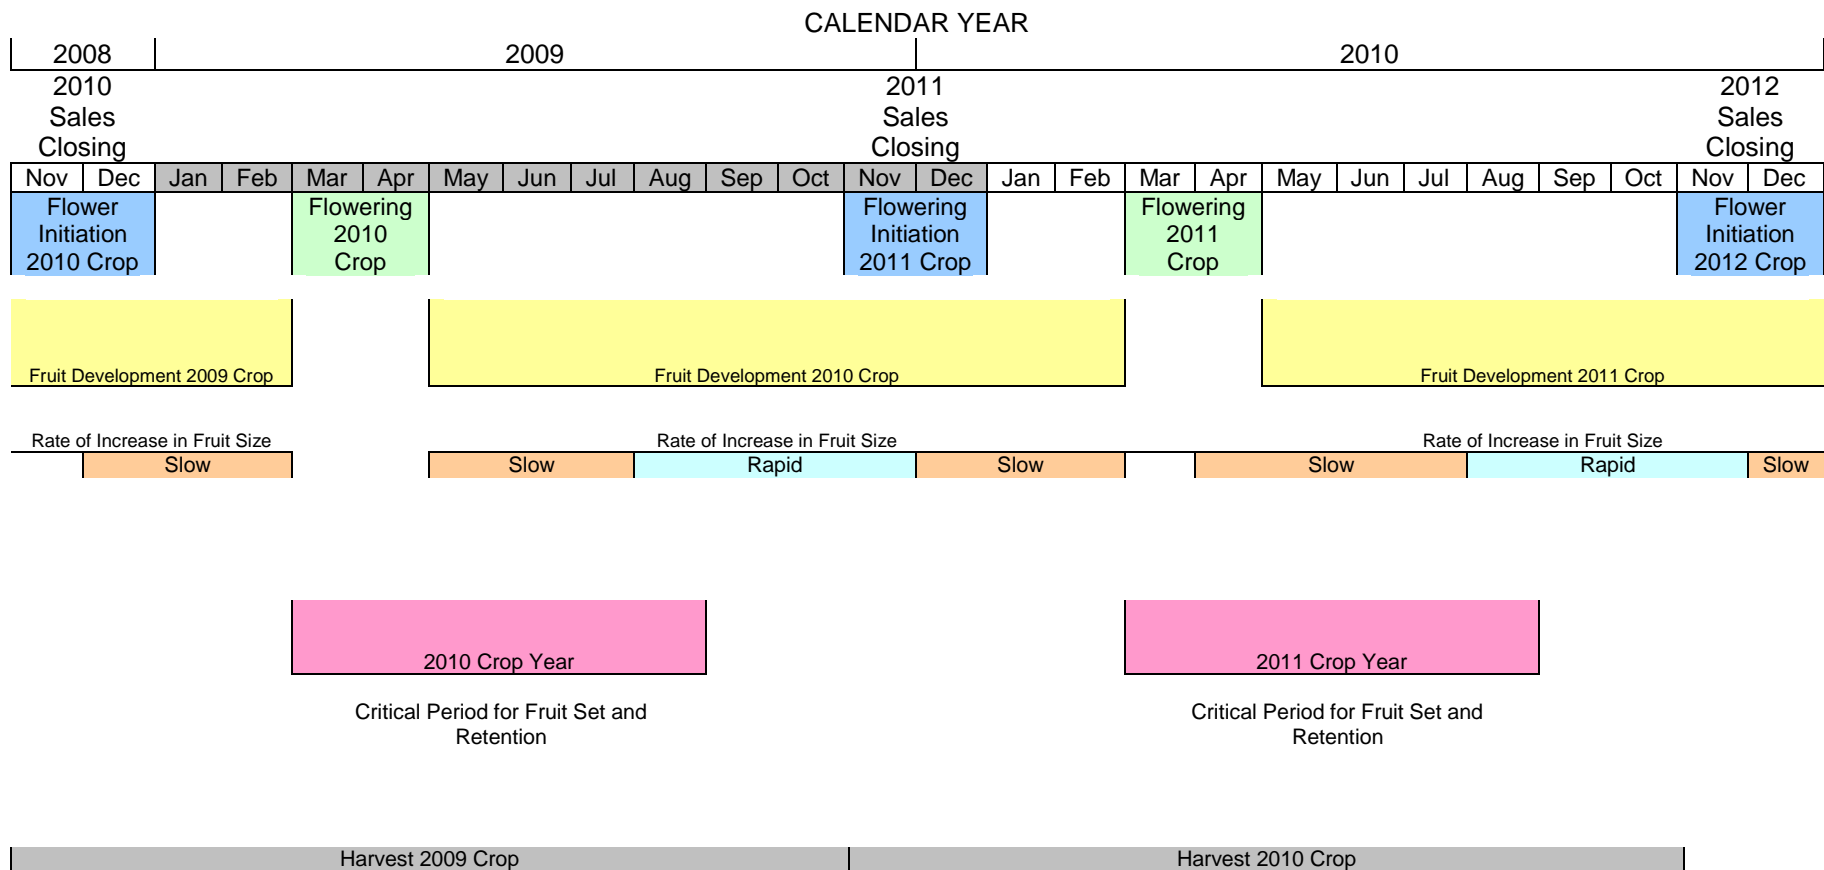 CALENDAR YEAR
2008 2009 2010
2010 2011 2012
Sales Sales Sales
Closing Closing Closing
Nov Dec Jan Feb Mar Apr May Jun Jul Aug Sep Oct Nov Dec Jan Feb Mar Apr May Jun Jul Aug Sep Oct Nov Dec
Flower Flowering Flowering Flowering Flower
Initiation 2010 Initiation 2011 Initiation
2010 Crop Crop 2011 Crop Crop 2012 Crop
Fruit Development 2009 Crop Fruit Development 2010 Crop Fruit Development 2011 Crop
Rate of Increase in Fruit Size Rate of Increase in Fruit Size Rate of Increase in Fruit Size
Slow Slow Rapid Slow Slow Rapid Slow
2010 Crop Year 2011 Crop Year
Critical Period for Fruit Set and Critical Period for Fruit Set and
Retention Retention
Harvest 2009 Crop Harvest 2010 Crop